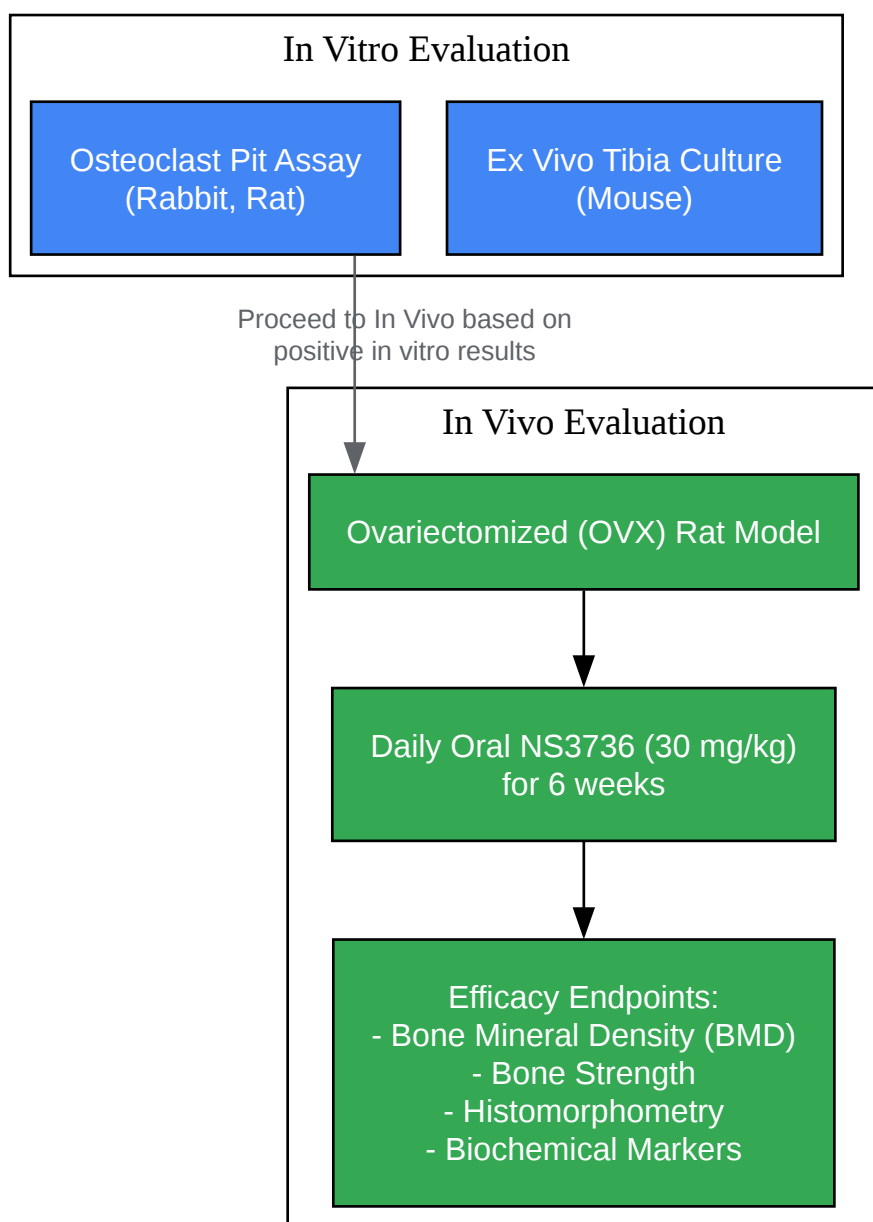 In Vitro Evaluation
Osteoclast Pit Assay
(Rabbit, Rat)
Ex Vivo Tibia Culture
(Mouse)
Proceed to In Vivo based on
positive in vitro results
In Vivo Evaluation
Ovariectomized (OVX) Rat Model
Daily Oral NS3736 (30 mg/kg)
for 6 weeks
Efficacy Endpoints:
- Bone Mineral Density (BMD)
- Bone Strength
- Histomorphometry
- Biochemical Markers